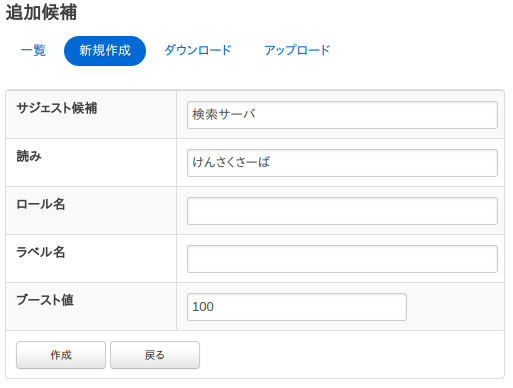 追加候補
一覧 新規作成 ダウンロード アップロード
サジェスト候補 検索サーバ
読み けんさくさーば
ロール名
ラベル名
ブースト値 100
作成 戻る